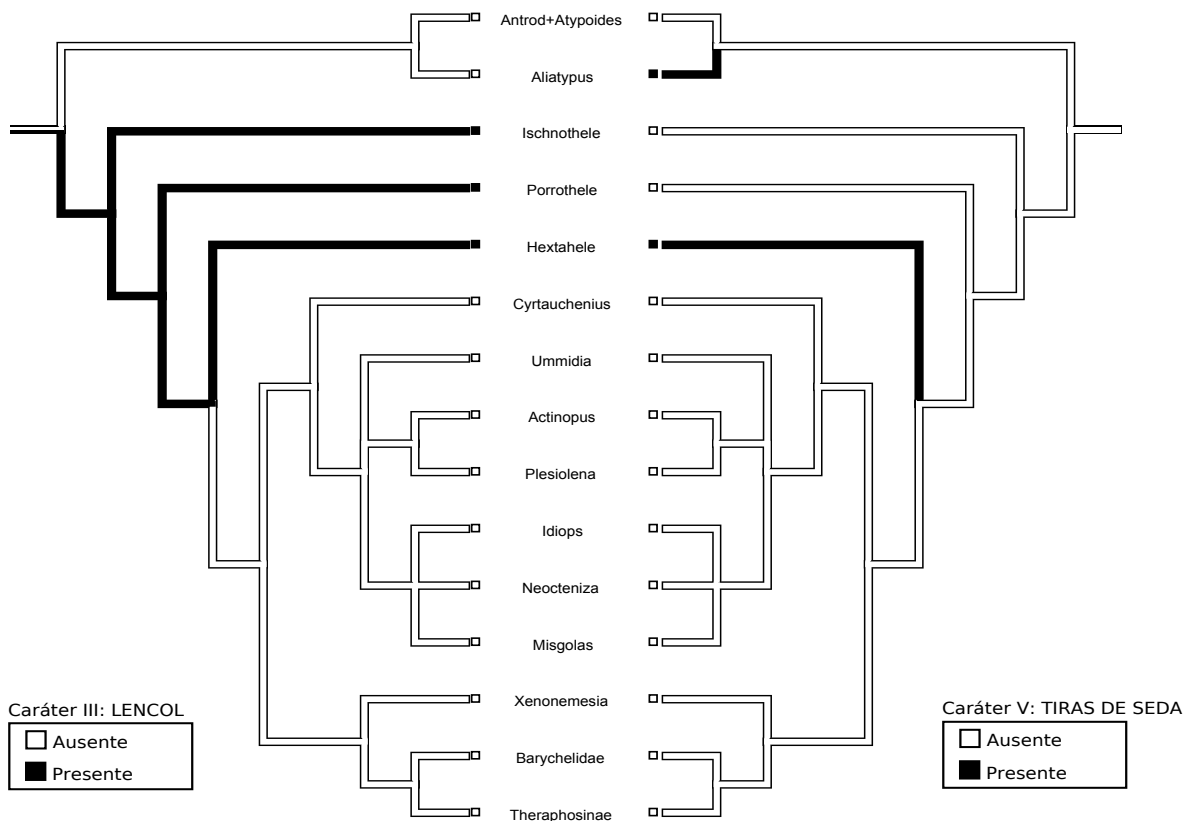 Antrod+Atypoides
Aliatypus
Ischnothele
Porrothele
Hextahele
Cyrtauchenius
Ummidia
Actinopus
Plesiolena
Idiops
Neocteniza
Misgolas
Xenonemesia
Barychelidae
Theraphosinae
Caráter III: LENCOL
Ausente
Presente
Caráter V: TIRAS DE SEDA
Ausente
Presente